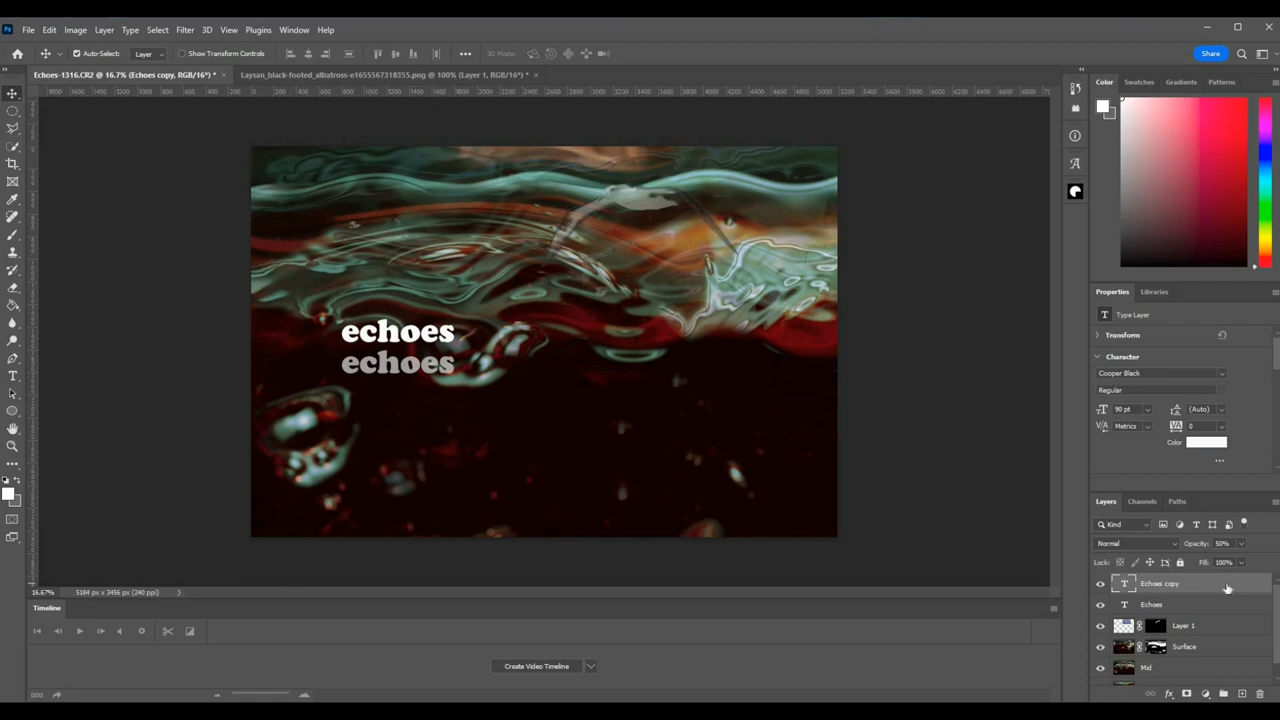 File Edit Image Layer Type Select Filter 3D View Plugins Window Help
Auto-Select: Layer Show Transform Controls 3D Mode: Share
Echoes-1316.CR2 @ 16.7% (Echoes copy, RGB/16*) * Laysan_black-footed_albatross-e1655567318355.png @ 100% (Layer 1, RGB/16*) *
Color Swatches Gradients Patterns
echoes
echoes
Properties Libraries
T Type Layer
Transform
Character
Cooper Black
Regular
90 pt (Auto)
Metrics 0
Color
Layers Channels Paths
Kind
Normal Opacity: 50%
Lock: Fill: 100%
T Echoes copy
T Echoes
Layer 1
Surface
Mid
16.67% 5184 px x 3456 px (240 ppi)
Timeline
Create Video Timeline